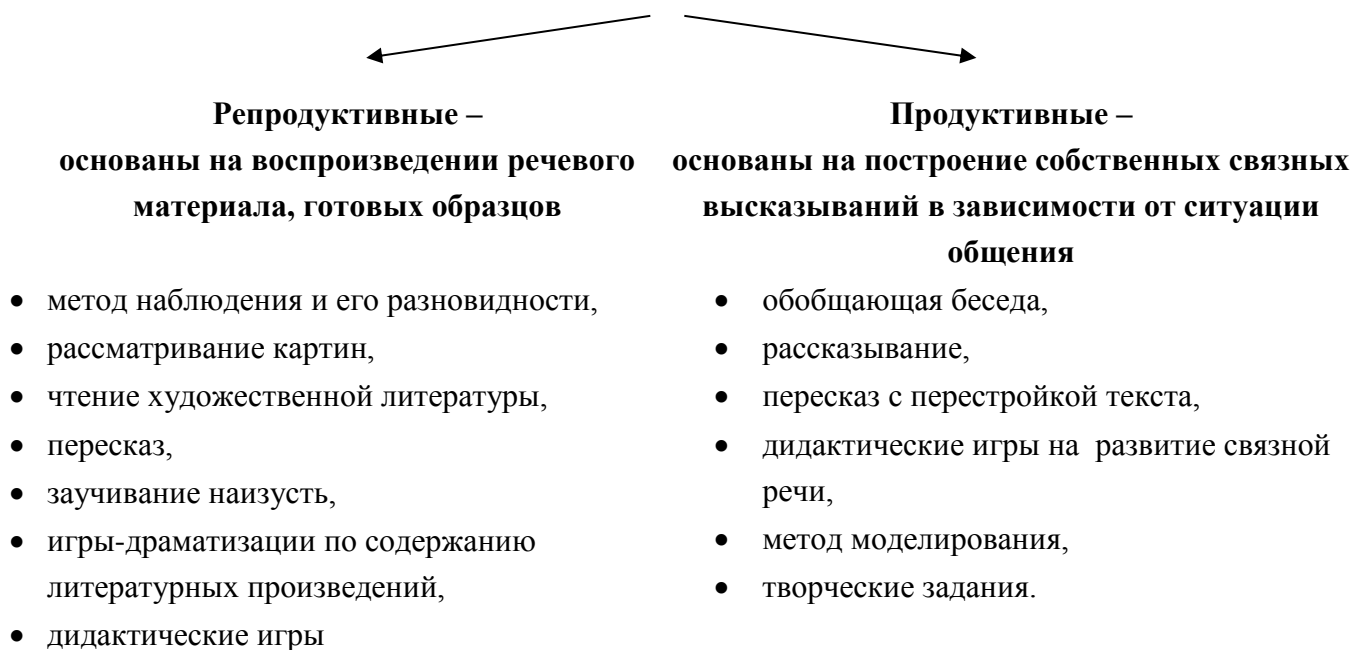 Репродуктивные –
основаны на воспроизведении речевого
материала, готовых образцов
• метод наблюдения и его разновидности,
• рассматривание картин,
• чтение художественной литературы,
• пересказ,
• заучивание наизусть,
• игры-драматизации по содержанию
литературных произведений,
• дидактические игры
Продуктивные –
основаны на построение собственных связных
высказываний в зависимости от ситуации
общения
• обобщающая беседа,
• рассказывание,
• пересказ с перестройкой текста,
• дидактические игры на  развитие связной
речи,
• метод моделирования,
• творческие задания.